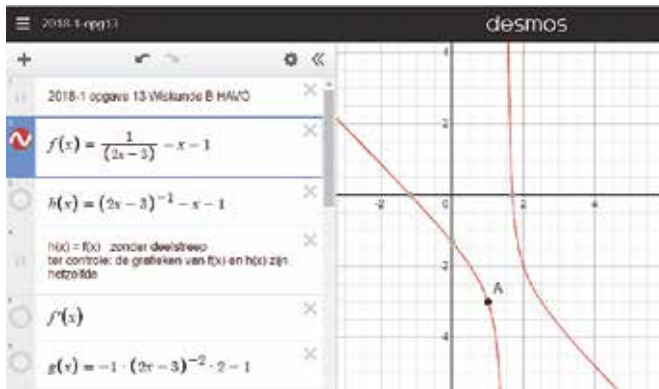 2018-1-opg13
desmos
2018-1 opgave 13 Wiskunde B HAVO
f(x) = 1/(2x − 3) − x − 1
h(x) = (2x − 3)^−1 − x − 1
h(x) = f(x) zonder deelstreep
ter controle: de grafieken van f(x) en h(x) zijn
hetzelfde
f'(x)
g(x) = −1 · (2x − 3)^−2 · 2 − 1
4
2
-2
0
2
4
-2
-4
A